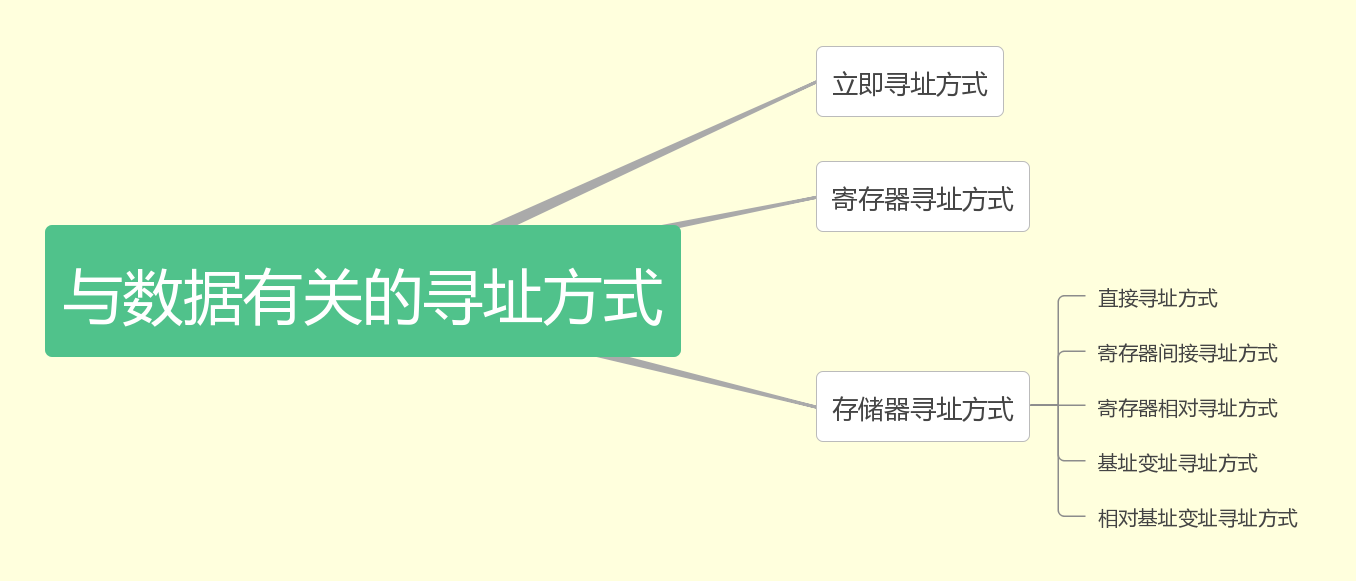 与数据有关的寻址方式
立即寻址方式
寄存器寻址方式
存储器寻址方式
直接寻址方式
寄存器间接寻址方式
寄存器相对寻址方式
基址变址寻址方式
相对基址变址寻址方式